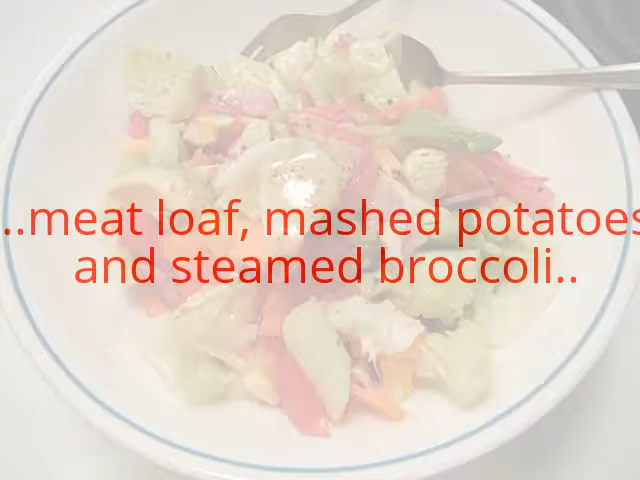 ..meat loaf, mashed potatoes
and steamed broccoli..